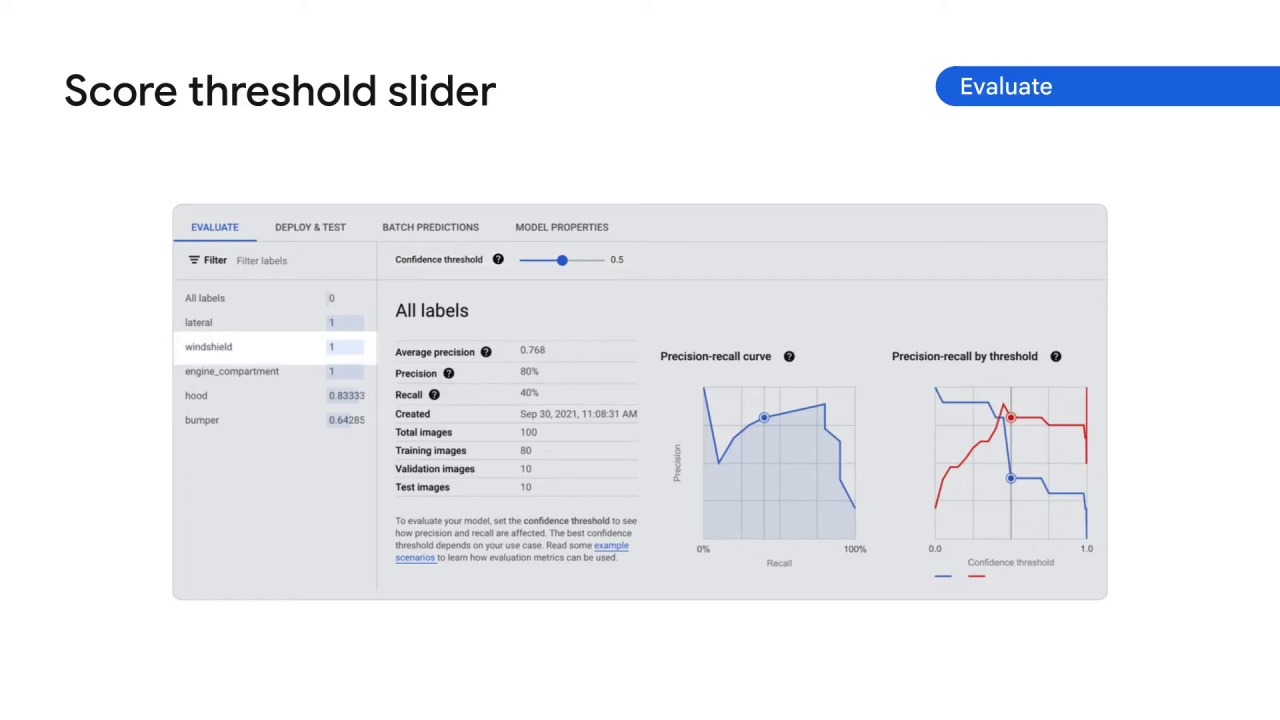 Score threshold slider
Evaluate
EVALUATE
DEPLOY & TEST
BATCH PREDICTIONS
MODEL PROPERTIES
Filter
Filter labels
Confidence threshold ?
0.5
All labels 0
lateral 1
windshield 1
engine_compartment 1
hood 0.83333
bumper 0.64285
All labels
Average precision ? 0.768
Precision ? 80%
Recall ? 40%
Created Sep 30, 2021, 11:08:31 AM
Total images 100
Training images 80
Validation images 10
Test images 10
To evaluate your model, set the confidence threshold to see
how precision and recall are affected. The best confidence
threshold depends on your use case. Read some example
scenarios to learn how evaluation metrics can be used.
Precision-recall curve ?
Precision
0% 100%
Recall
Precision-recall by threshold ?
0.0 1.0
Confidence threshold